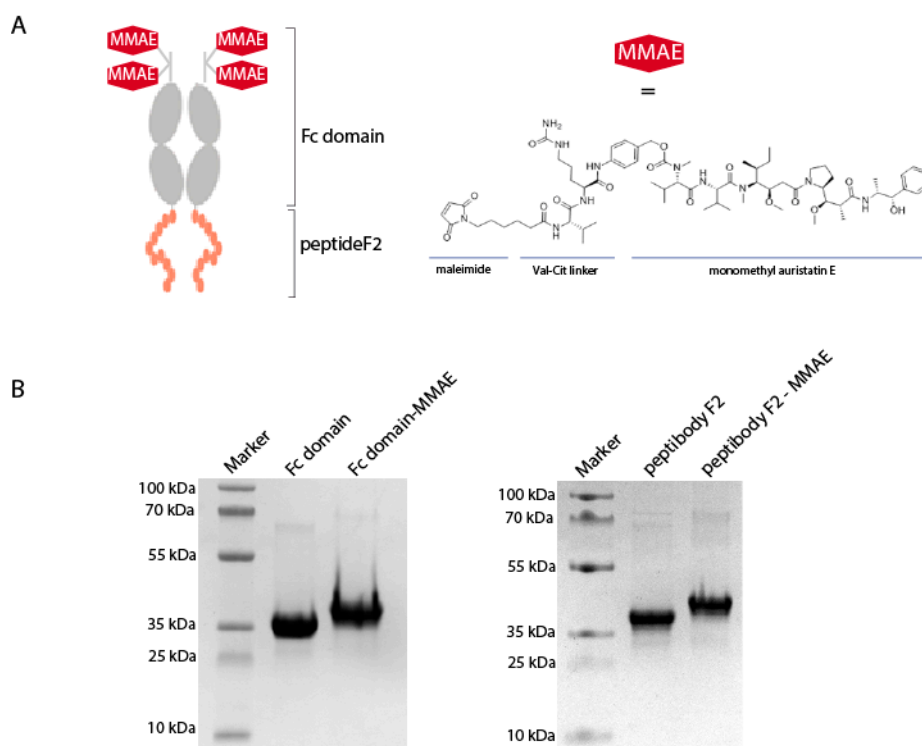 A
MMAE
MMAE
MMAE
MMAE
Fc domain
peptideF2
MMAE
=
NH2
O
NH
O
H
N
O
N
H
O
N
O
O
N
H
O
O
N
O
N
H
O
N
O
O
N
O
O
H
N
OH
maleimide
Val-Cit linker
monomethyl auristatin E
B
Marker
Fc domain
Fc domain-MMAE
100 kDa
70 kDa
55 kDa
35 kDa
25 kDa
10 kDa
Marker
peptibody F2
peptibody F2 - MMAE
100 kDa
70 kDa
55 kDa
35 kDa
25 kDa
10 kDa